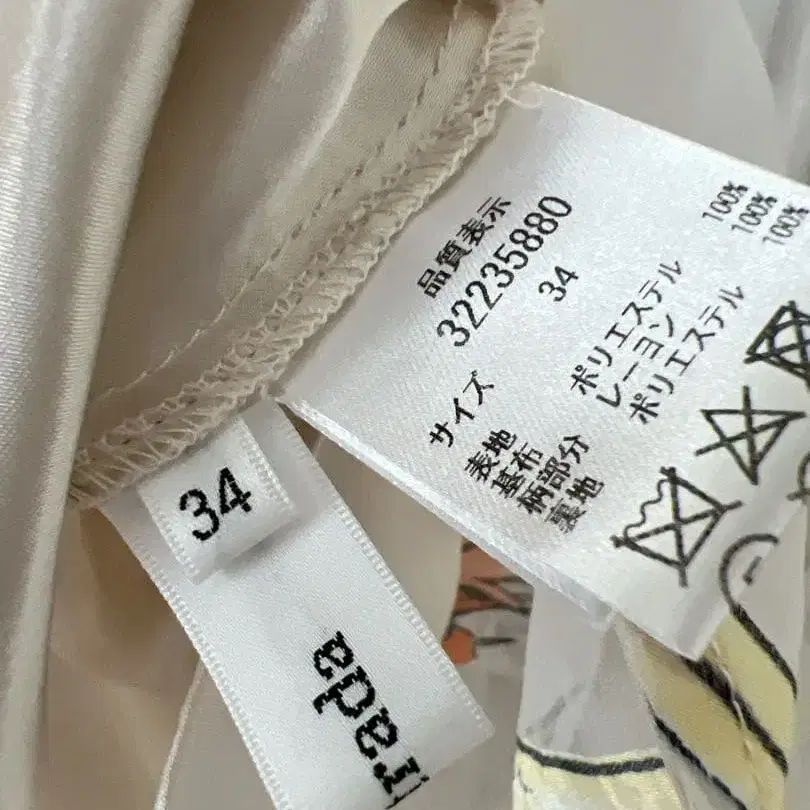 品質表示
32235880
サイズ 34
表地
基布 ポリエステル 100%
柄部分 レーヨン 100%
裏地 ポリエステル 100%
34